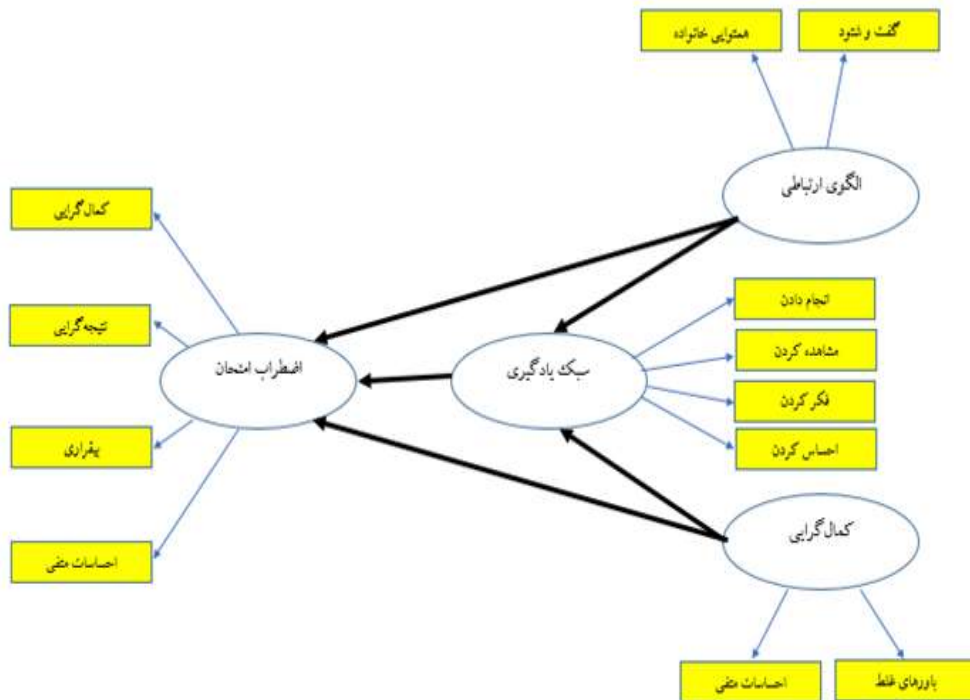 گفت و شنود
همنوایی خانواده
الگوی ارتباطی
کمال‌گرایی
نتیجه‌گرایی
انجام دادن
مشاهده کردن
اضطراب امتحان
سبک یادگیری
فکر کردن
احساس کردن
بیقراری
کمال‌گرایی
احساسات منفی
باورهای غلط
احساسات منفی